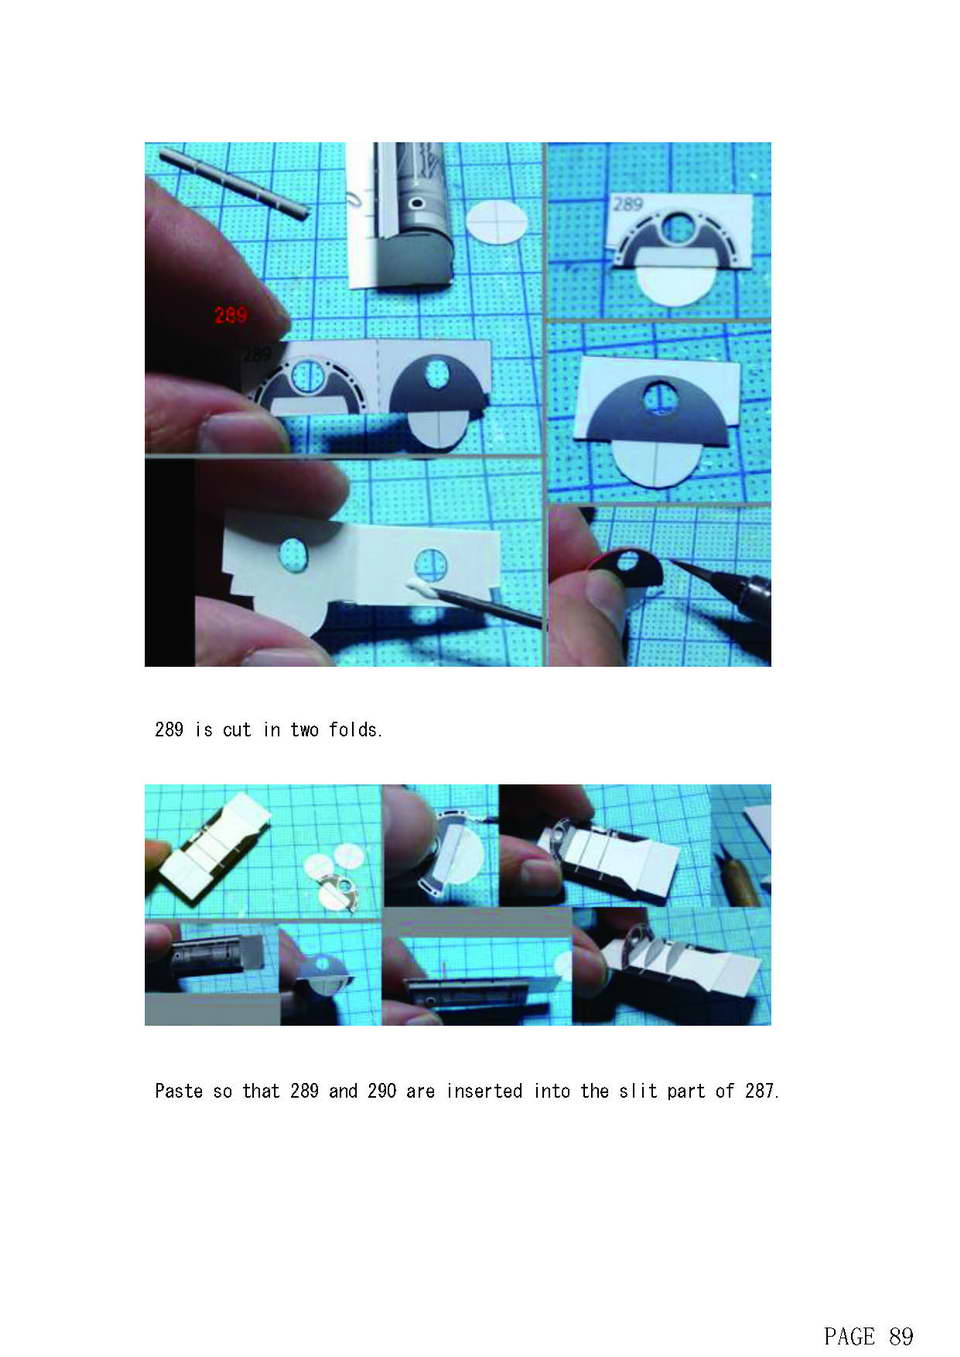 289
289
289
289 is cut in two folds.
Paste so that 289 and 290 are inserted into the slit part of 287.
PAGE 89